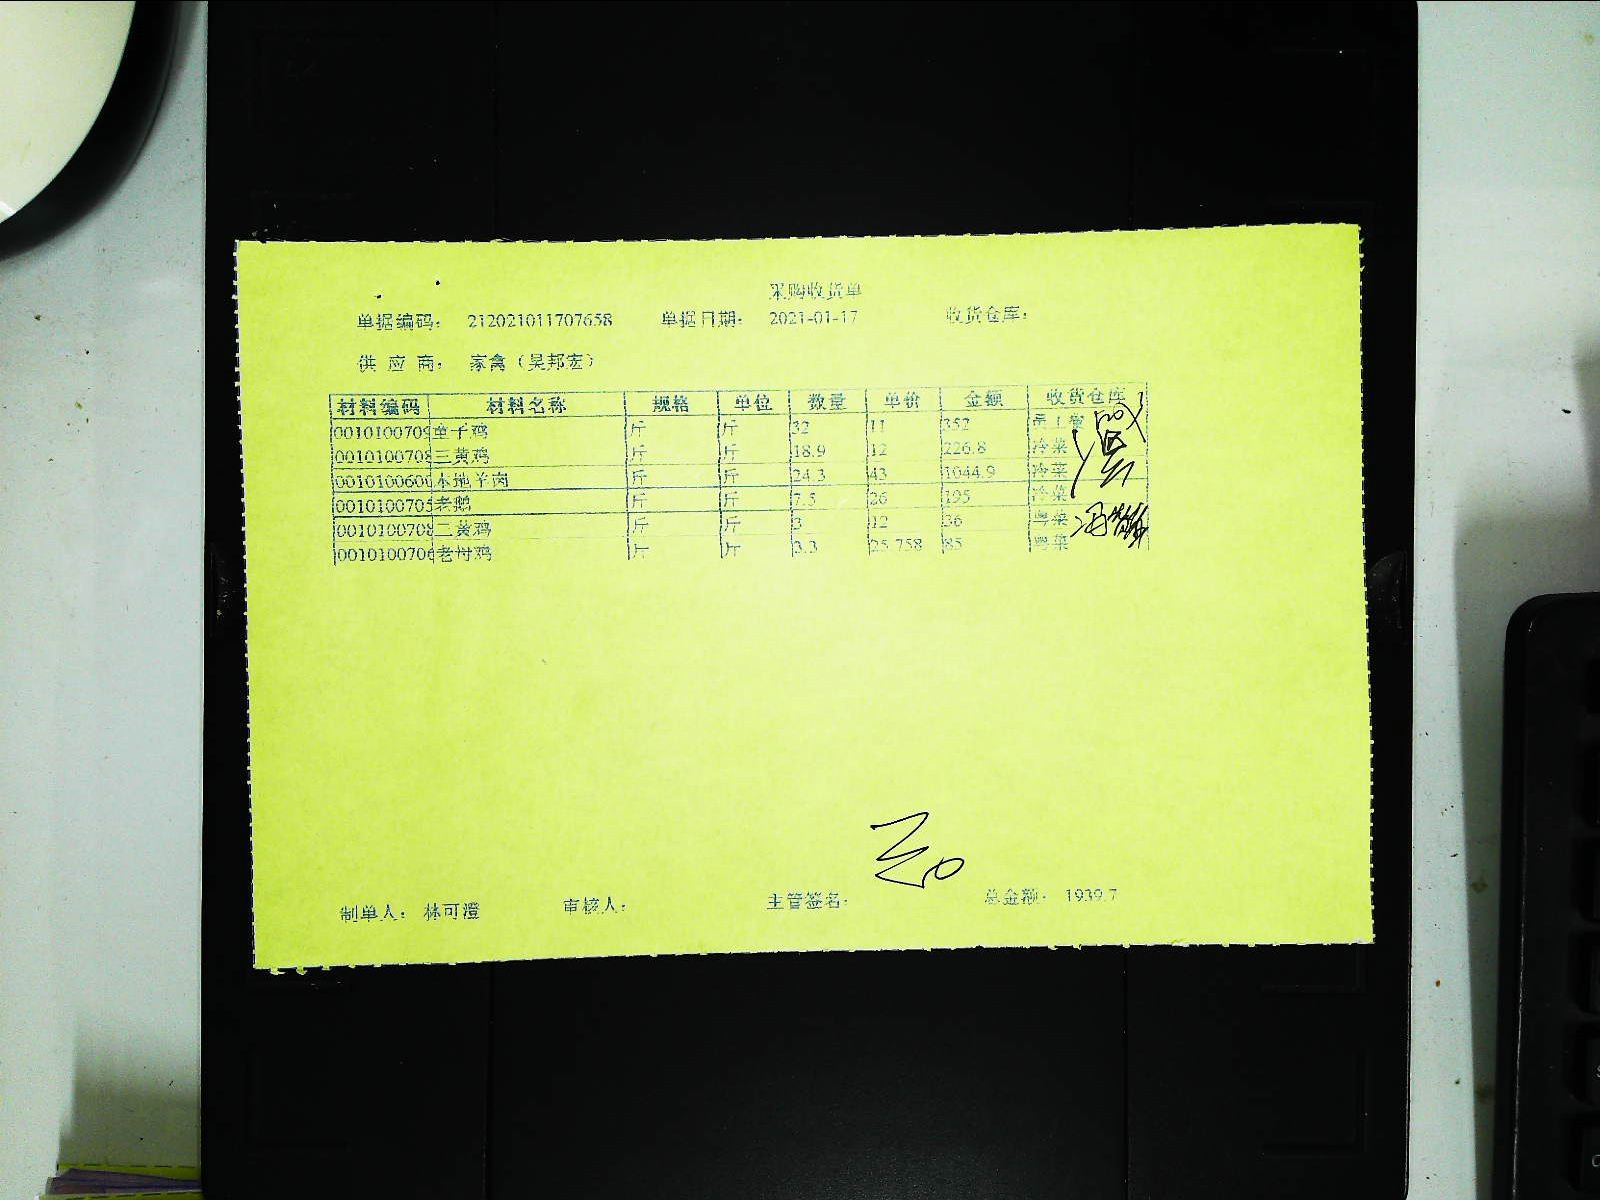 采购收货单
单据编码: 212021011707658 单据日期: 2021-01-17 收货仓库:
供 应 商: 家禽(吴邦宏)
材料编码 材料名称 规格 单位 数量 单价 金额 收货仓库
0010100709 童子鸡 斤 斤 32 11 352 员工餐
0010100708 三黄鸡 斤 斤 18.9 12 226.8 冷菜
0010100600 本地羊肉 斤 斤 24.3 43 1044.9 冷菜
0010100705 老鹅 斤 斤 7.5 26 195 冷菜
0010100708 三黄鸡 斤 斤 3 12 36 粤菜
0010100706 老母鸡 斤 斤 3.3 25.758 85 粤菜
制单人: 林可澄 审核人: 主管签名: 总金额: 1939.7